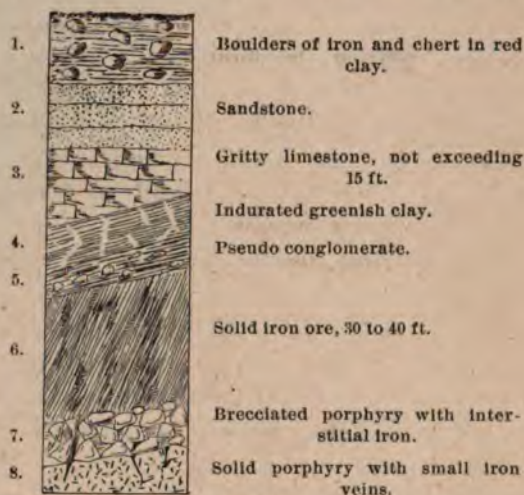 1. Boulders of iron and chert in red
clay.
2. Sandstone.
3. Gritty limestone, not exceeding
15 ft.
Indurated greenish clay.
4. Pseudo conglomerate.
5.
Solid iron ore, 30 to 40 ft.
6.
Brecciated porphyry with inter-
7. stitial iron.
8. Solid porphyry with small iron
veins.